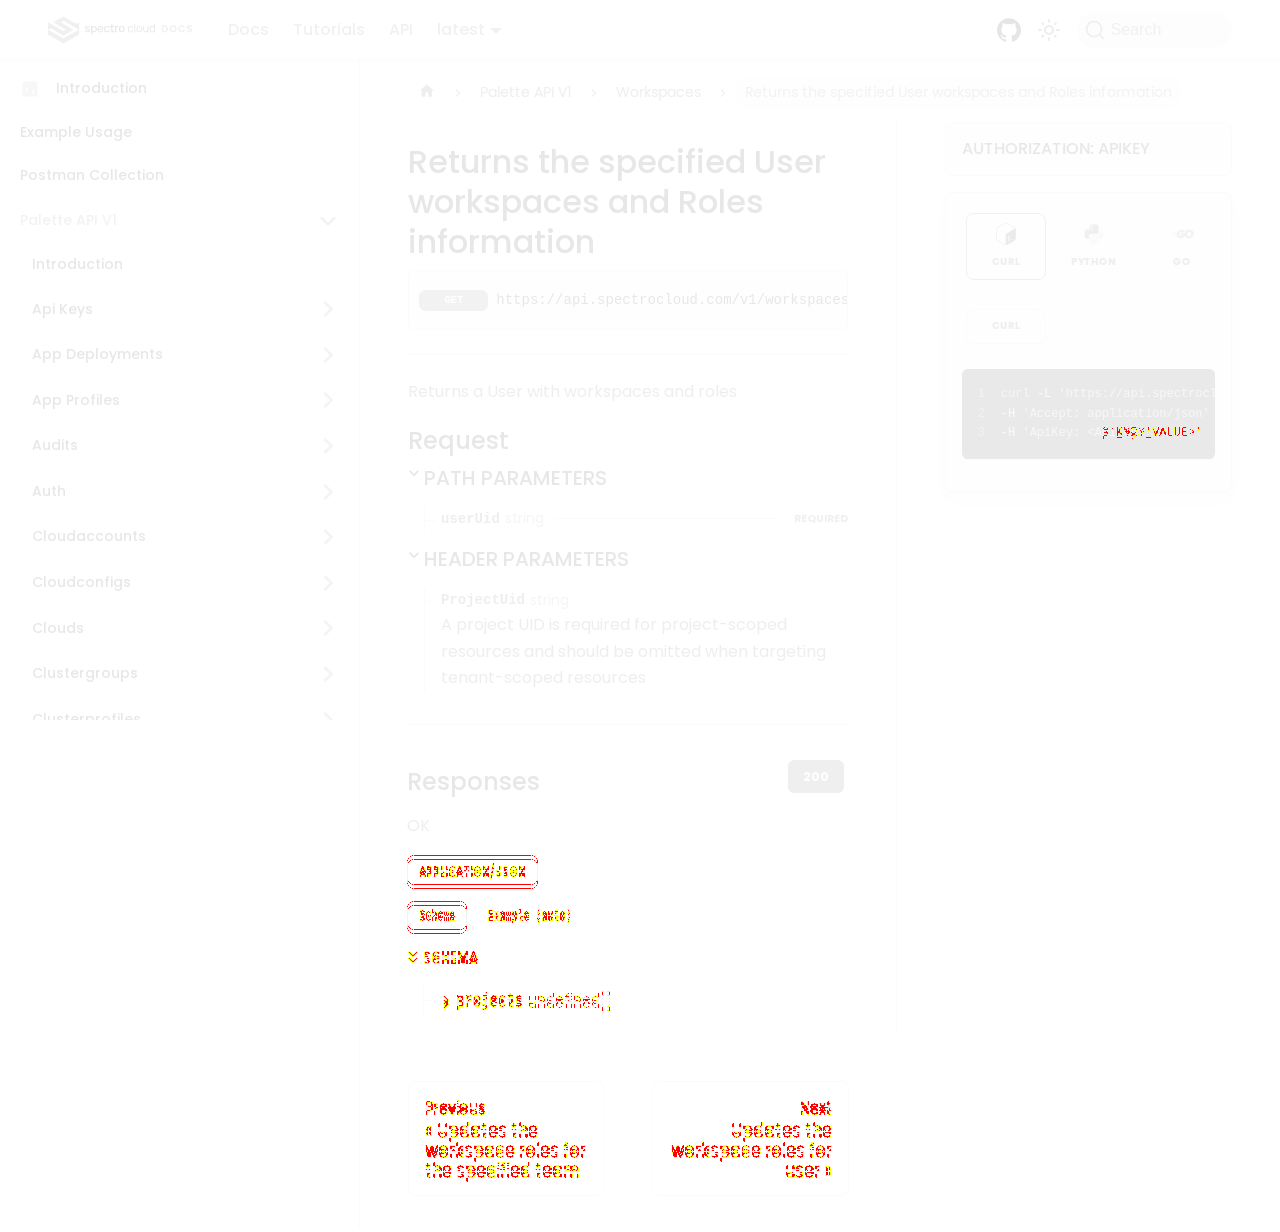 spectro cloud DOCS
Docs
Tutorials
API
latest
Search
Introduction
Example Usage
Postman Collection
Palette API V1
Introduction
Api Keys
App Deployments
App Profiles
Audits
Auth
Cloudaccounts
Cloudconfigs
Clouds
Clustergroups
Clusterprofiles
Palette API V1
Workspaces
Returns the specified User workspaces and Roles information
Returns the specified User
workspaces and Roles
information
GET https://api.spectrocloud.com/v1/workspaces
Returns a User with workspaces and roles
Request
PATH PARAMETERS
userUid string REQUIRED
HEADER PARAMETERS
ProjectUid string
A project UID is required for project-scoped
resources and should be omitted when targeting
tenant-scoped resources
Responses
200
OK
APPLICATION/JSON
Schema
Example (auto)
SCHEMA
projects undefined[]
Previous
« Updates the
workspace roles for
the specified team
Next
Updates the
workspace roles for
user »
AUTHORIZATION: APIKEY
CURL
PYTHON
GO
GO
CURL
1 curl -L 'https://api.spectrocl
2 -H 'Accept: application/json'
3 -H 'ApiKey: